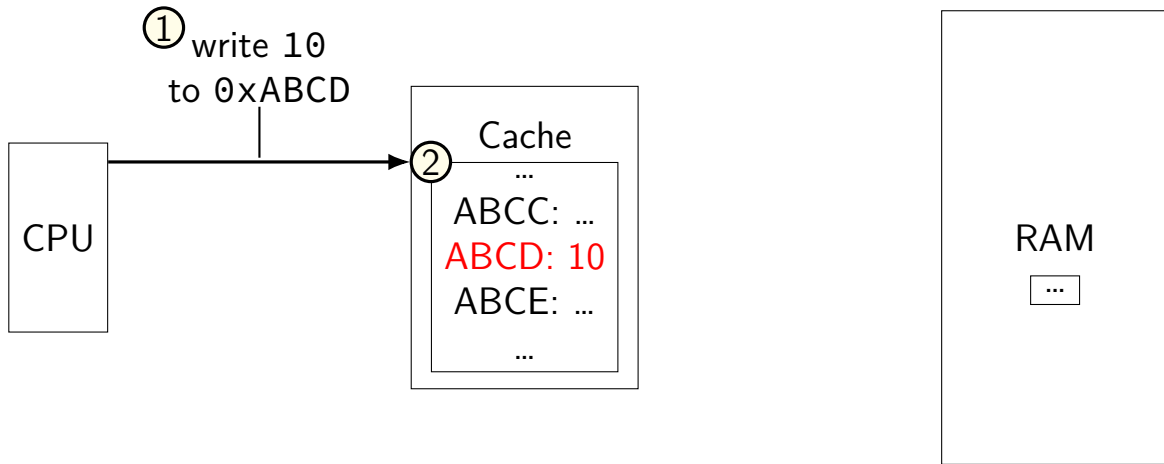 1
write 10
to 0xABCD
CPU
2
Cache
...
ABCC: ...
ABCD: 10
ABCE: ...
...
RAM
...